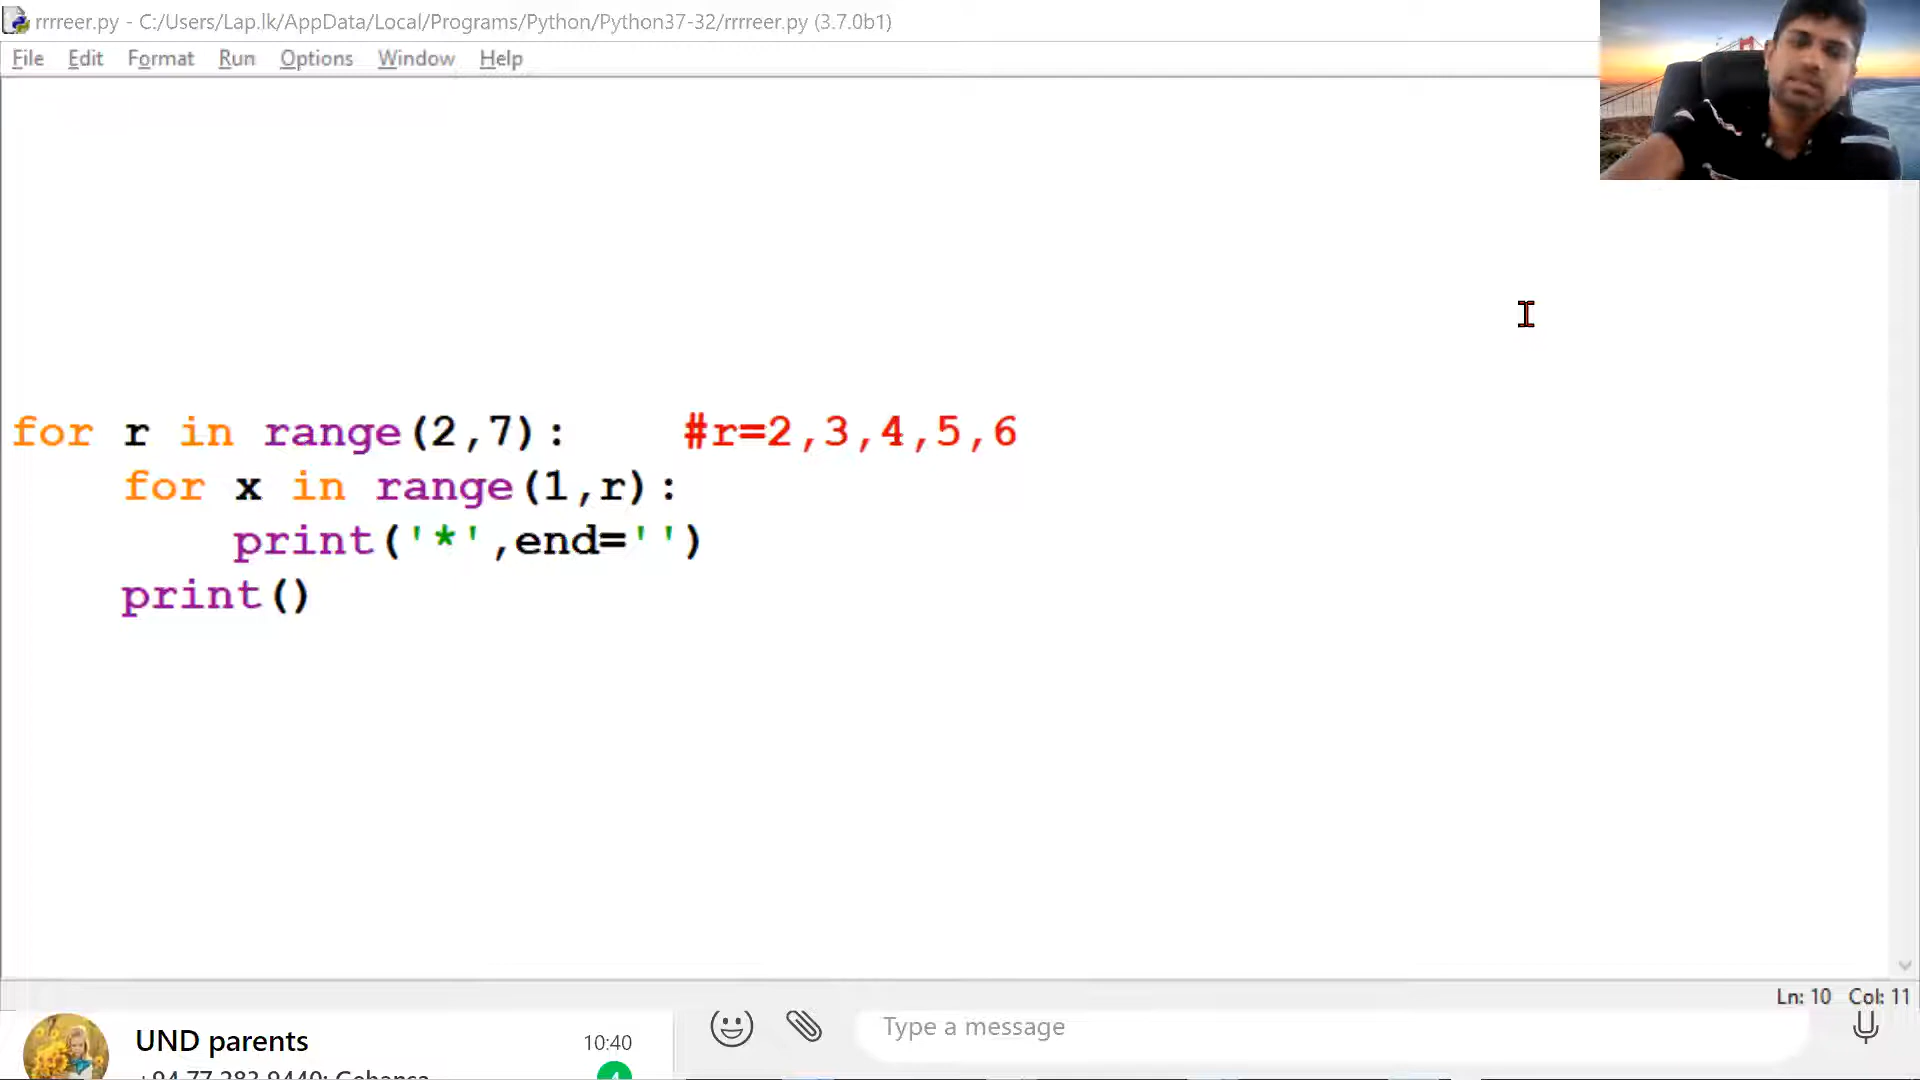 rrrreer.py - C:/Users/Lap.lk/AppData/Local/Programs/Python/Python37-32/rrrreer.py (3.7.0b1)
File Edit Format Run Options Window Help
for r in range(2,7): #r=2,3,4,5,6
for x in range(1,r):
print('*',end='')
print()
Ln: 10 Col: 11
UND parents 10:40
Type a message